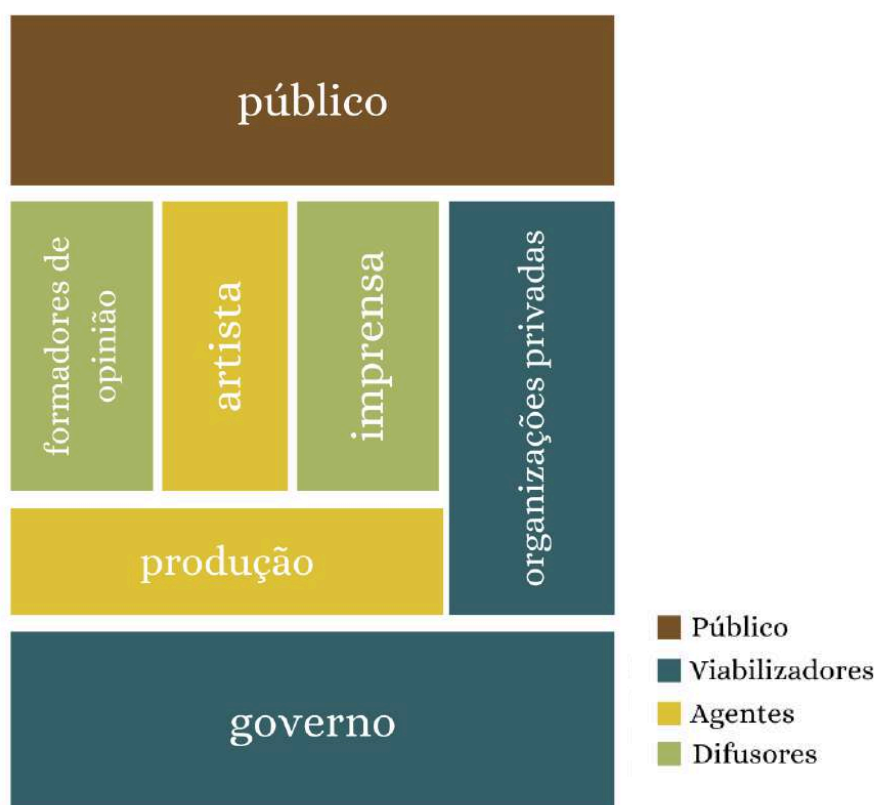 público
formadores de
opinião
artista
imprensa
organizações privadas
produção
governo
Público
Viabilizadores
Agentes
Difusores